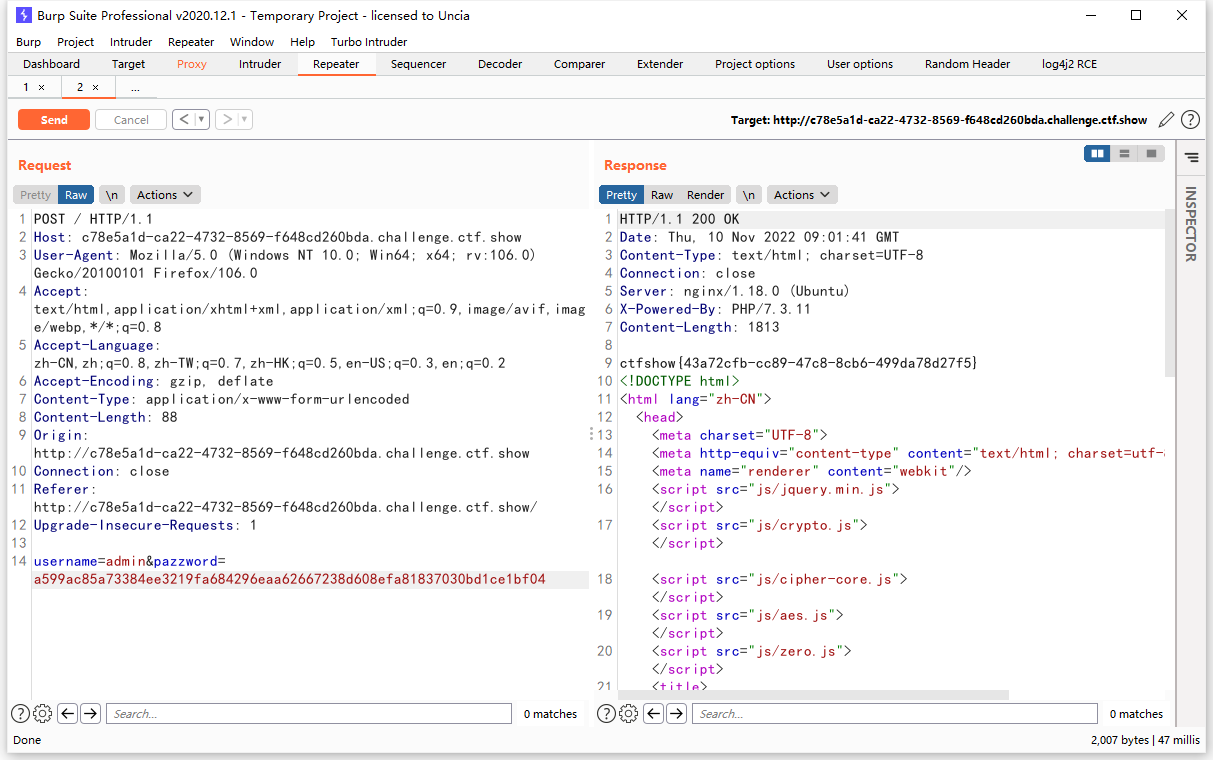 Burp Suite Professional v2020.12.1 - Temporary Project - licensed to Uncia
Burp Project Intruder Repeater Window Help Turbo Intruder
Dashboard Target Proxy Intruder Repeater Sequencer Decoder Comparer Extender Project options User options Random Header log4j2 RCE
1 × 2 × ...
Send Cancel < > Target: http://c78e5a1d-ca22-4732-8569-f648cd260bda.challenge.ctf.show ?
Request
Pretty Raw \n Actions
1 POST / HTTP/1.1
2 Host: c78e5a1d-ca22-4732-8569-f648cd260bda.challenge.ctf.show
3 User-Agent: Mozilla/5.0 (Windows NT 10.0; Win64; x64; rv:106.0)
Gecko/20100101 Firefox/106.0
4 Accept:
text/html,application/xhtml+xml,application/xml;q=0.9,image/avif,imag
e/webp,*/*;q=0.8
5 Accept-Language:
zh-CN,zh;q=0.8,zh-TW;q=0.7,zh-HK;q=0.5,en-US;q=0.3,en;q=0.2
6 Accept-Encoding: gzip, deflate
7 Content-Type: application/x-www-form-urlencoded
8 Content-Length: 88
9 Origin:
http://c78e5a1d-ca22-4732-8569-f648cd260bda.challenge.ctf.show
10 Connection: close
11 Referer:
http://c78e5a1d-ca22-4732-8569-f648cd260bda.challenge.ctf.show/
12 Upgrade-Insecure-Requests: 1
13
14 username=admin&pazzword=
a599ac85a73384ee3219fa684296eaa62667238d608efa81837030bd1ce1bf04
? Search... 0 matches
Response
Pretty Raw Render \n Actions
1 HTTP/1.1 200 OK
2 Date: Thu, 10 Nov 2022 09:01:41 GMT
3 Content-Type: text/html; charset=UTF-8
4 Connection: close
5 Server: nginx/1.18.0 (Ubuntu)
6 X-Powered-By: PHP/7.3.11
7 Content-Length: 1813
8
9 ctfshow{43a72cfb-cc89-47c8-8cb6-499da78d27f5}
10 <!DOCTYPE html>
11 <html lang="zh-CN">
12 <head>
13 <meta charset="UTF-8">
14 <meta http-equiv="content-type" content="text/html; charset=utf-
15 <meta name="renderer" content="webkit"/>
16 <script src="js/jquery.min.js">
</script>
17 <script src="js/crypto.js">
</script>
18 <script src="js/cipher-core.js">
</script>
19 <script src="js/aes.js">
</script>
20 <script src="js/zero.js">
</script>
21 <title>
? Search... 0 matches
INSPECTOR
Done
2,007 bytes | 47 millis